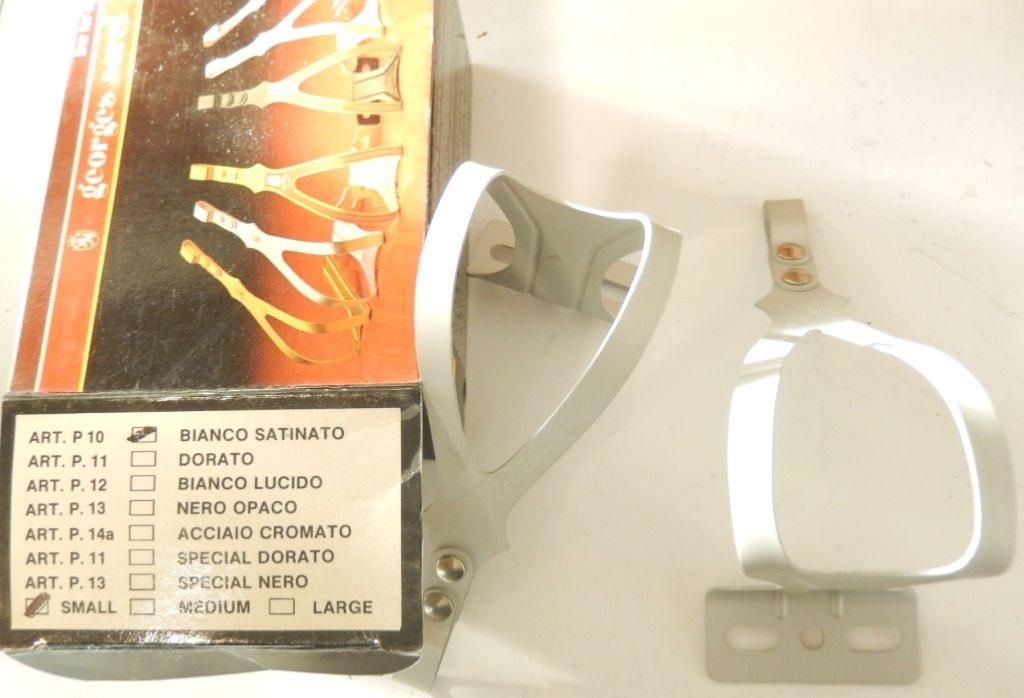 georges sord
ART. P 10 BIANCO SATINATO
ART. P. 11 DORATO
ART. P. 12 BIANCO LUCIDO
ART. P. 13 NERO OPACO
ART. P. 14a ACCIAIO CROMATO
ART. P. 11 SPECIAL DORATO
ART. P. 13 SPECIAL NERO
SMALL MEDIUM LARGE